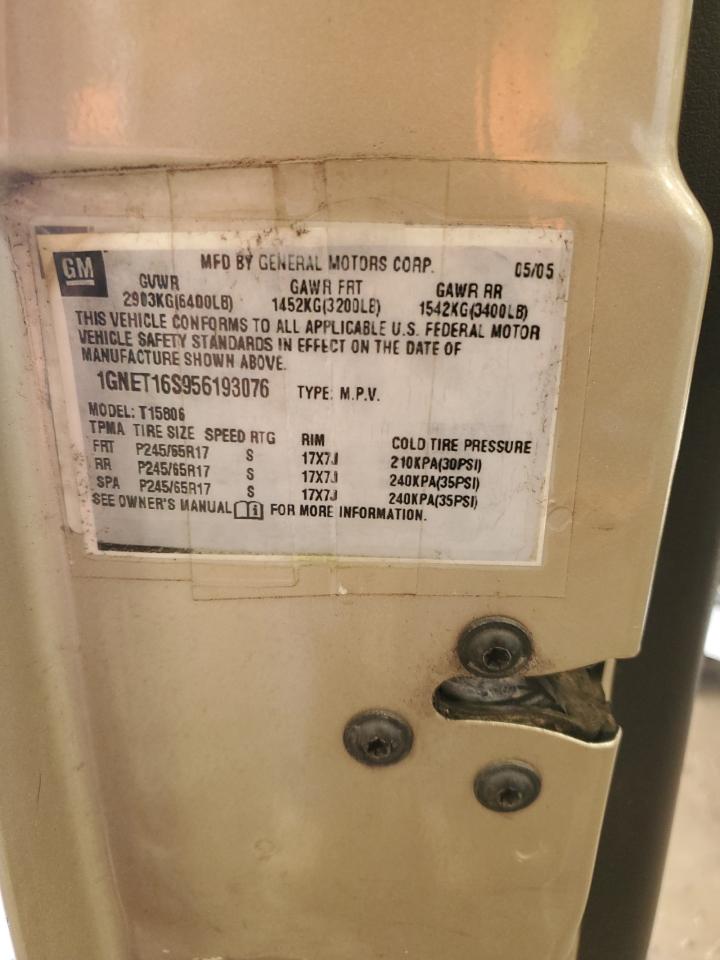 GM
MFD BY GENERAL MOTORS CORP. 05/05
GVWR GAWR FRT GAWR RR
2903KG(6400LB) 1452KG(3200LB) 1542KG(3400LB)
THIS VEHICLE CONFORMS TO ALL APPLICABLE U.S. FEDERAL MOTOR
VEHICLE SAFETY STANDARDS IN EFFECT ON THE DATE OF
MANUFACTURE SHOWN ABOVE.
1GNET16S956193076 TYPE: M.P.V.
MODEL: T15806
TPMA TIRE SIZE SPEED RTG RIM COLD TIRE PRESSURE
FRT P245/65R17 S 17X7J 210KPA(30PSI)
RR P245/65R17 S 17X7J 240KPA(35PSI)
SPA P245/65R17 S 17X7J 240KPA(35PSI)
SEE OWNER'S MANUAL FOR MORE INFORMATION.